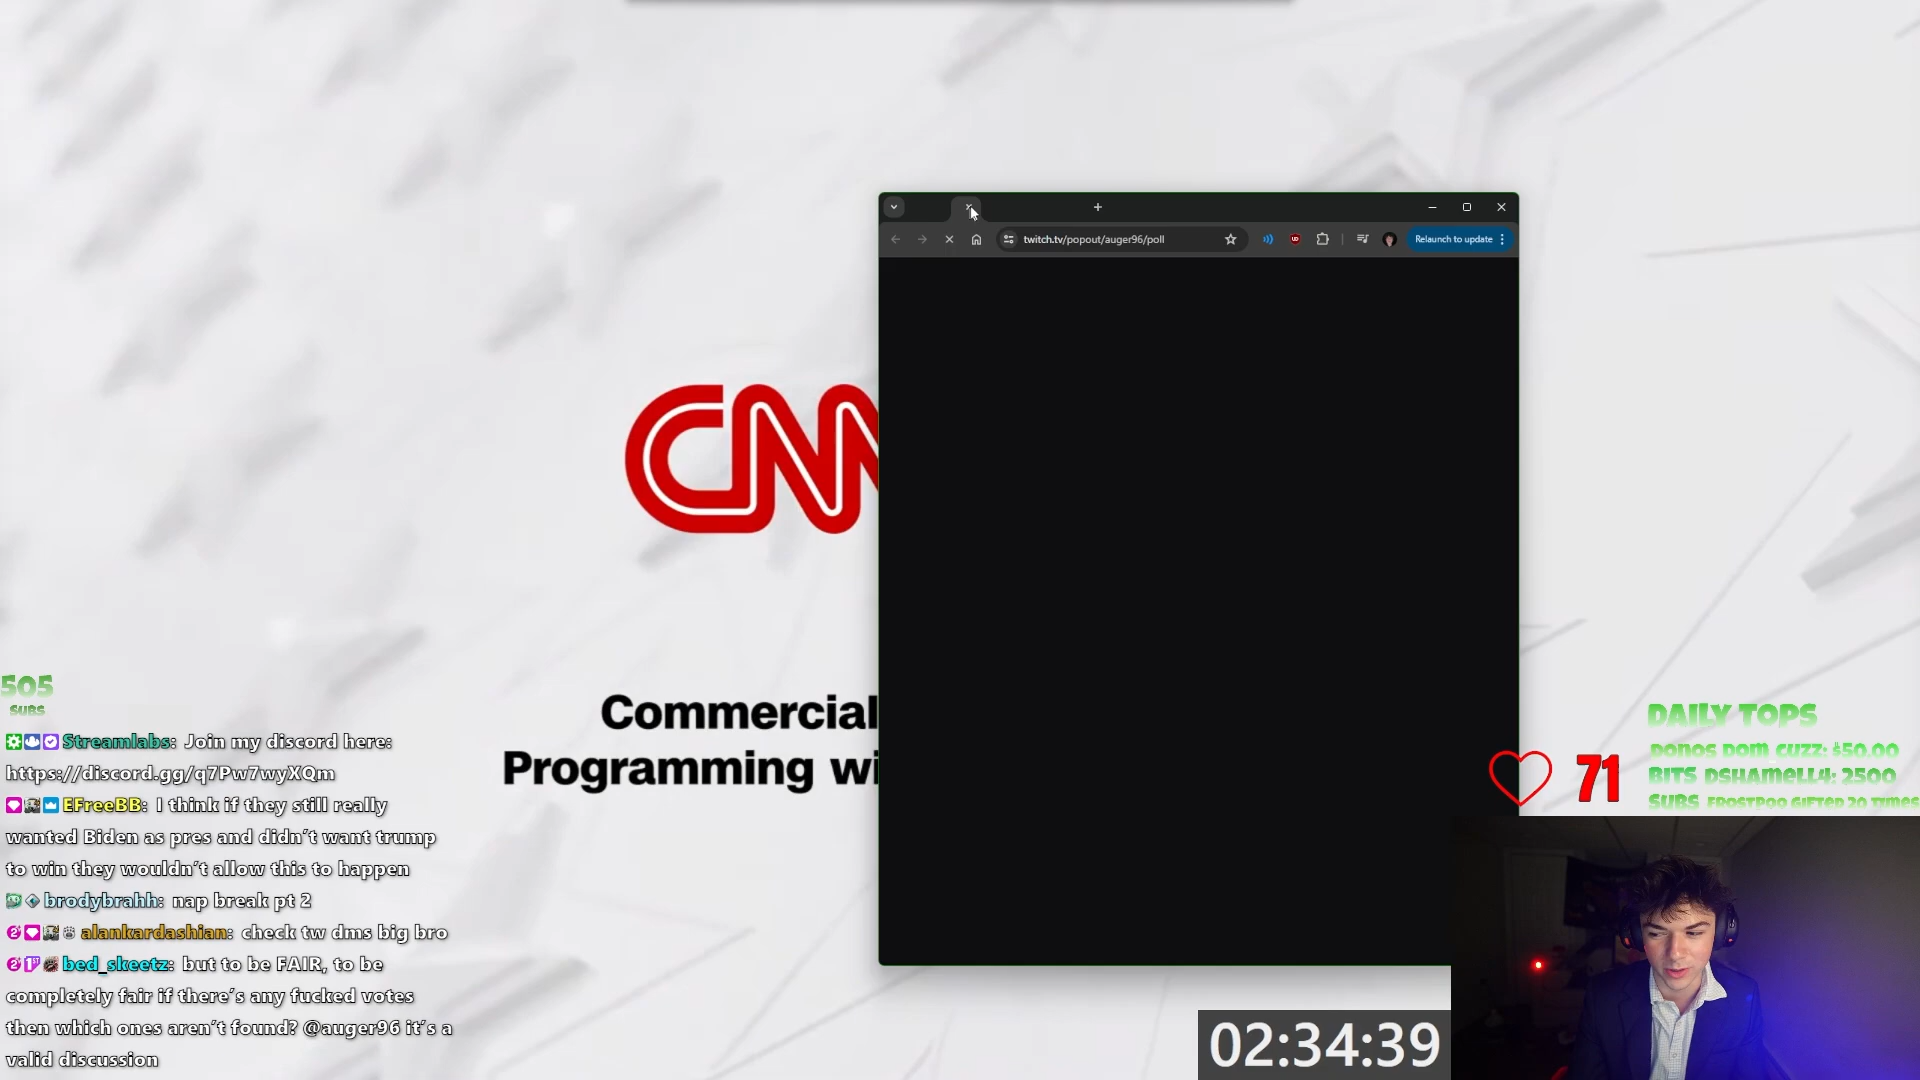 twitch.tv/popout/auger96/poll
Relaunch to update
CNN
Commercial
Programming wi
505
SUBS
Streamlabs: Join my discord here:
https://discord.gg/q7Pw7wyXQm
EFreeBB: I think if they still really
wanted Biden as pres and didn't want trump
to win they wouldn't allow this to happen
brodybrahh: nap break pt 2
alankardashian: check tw dms big bro
bed_skeetz: but to be FAIR, to be
completely fair if there's any fucked votes
then which ones aren't found? @auger96 it's a
valid discussion
71
DAILY TOPS
DONOS DOM_CUZZ: $50.00
BITS DSHAMELL4: 2500
SUBS FROSTPOO GIFTED 20 TIMES
02:34:39